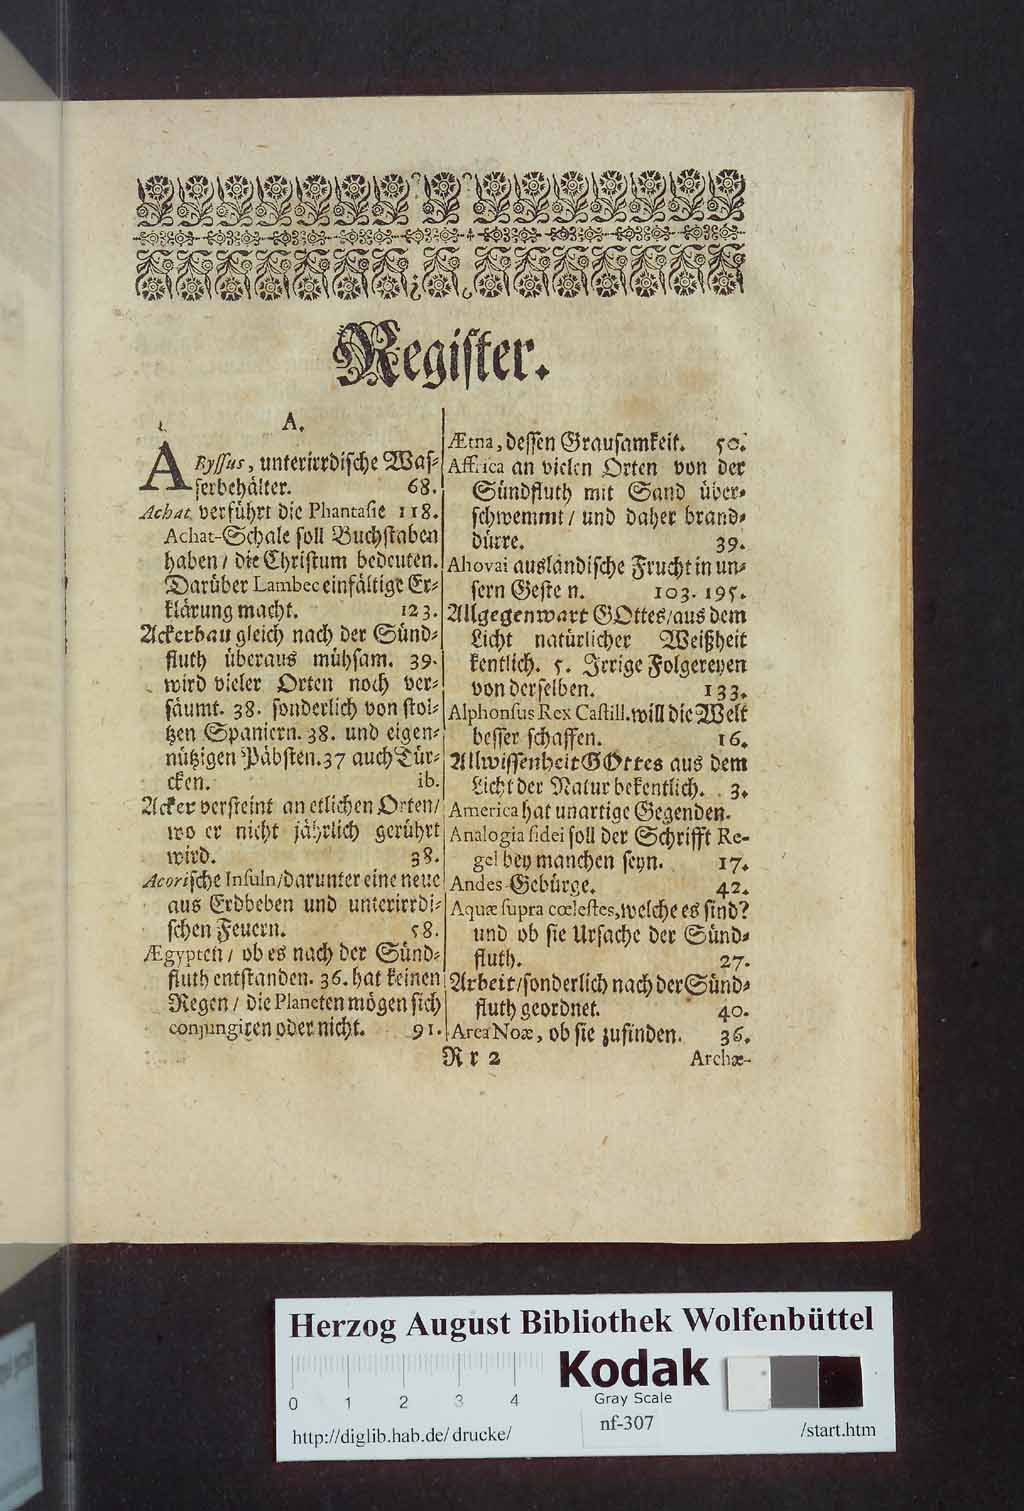 Register.
A.
ARyſſus, unterirrdiſche Waſ-
ſerbehälter. 68.
Achat verführt die Phantaſie 118.
Achat-Schale ſoll Buchſtaben
haben / die Chriſtum bedeuten.
Darüber Lambec einfältige Er-
klärung macht. 123.
Ackerbau gleich nach der Sünd-
fluth überaus mühſam. 39.
wird vieler Orten noch ver-
ſäumt. 38. ſonderlich von ſtol-
tzen Spaniern. 38. und eigen-
nützigen Päbſten. 37 auch Tür-
cken. ib.
Acker verſteint an etlichen Orten/
wo er nicht jährlich gerührt
wird. 38.
Acoriſche Inſuln/ darunter eine neue
aus Erdbeben und unterirrdi-
ſchen Feuern. 58.
Ægypten / ob es nach der Sünd-
fluth entſtanden. 36. hat keinen
Regen / die Planeten mögen ſich
conjungiren oder nicht. 91.
Ætna, deſſen Grauſamkeit. 50.
Affrica an vielen Orten von der
Sündfluth mit Sand über-
ſchwemmt / und daher brand-
dürre. 39.
Ahovai ausländiſche Frucht in un-
ſern Geſte n. 103. 195.
Allgegenwart GOttes/ aus dem
Licht natürlicher Weißheit
kentlich. 5. Irrige Folgereyen
von derſelben. 133.
Alphonſus Rex Caſtill. will die Welt
beſſer ſchaffen. 16.
Allwiſſenheit GOttes aus dem
Licht der Natur bekentlich. 3.
America hat unartige Gegenden.
Analogia fidei ſoll der Schrifft Re-
gel bey manchen ſeyn. 17.
Andes-Gebürge. 42.
Aquæ ſupra cœleſtes, welche es ſind?
und ob ſie Urſache der Sünd-
fluth. 27.
Arbeit/ ſonderlich nach der Sünd-
fluth geordnet. 40.
Arca Noæ, ob ſie zufinden. 36.
Rr 2
Archæ-
Herzog August Bibliothek Wolfenbüttel
0 1 2 3 4
Kodak
Gray Scale
http://diglib.hab.de/drucke/
nf-307
/start.htm